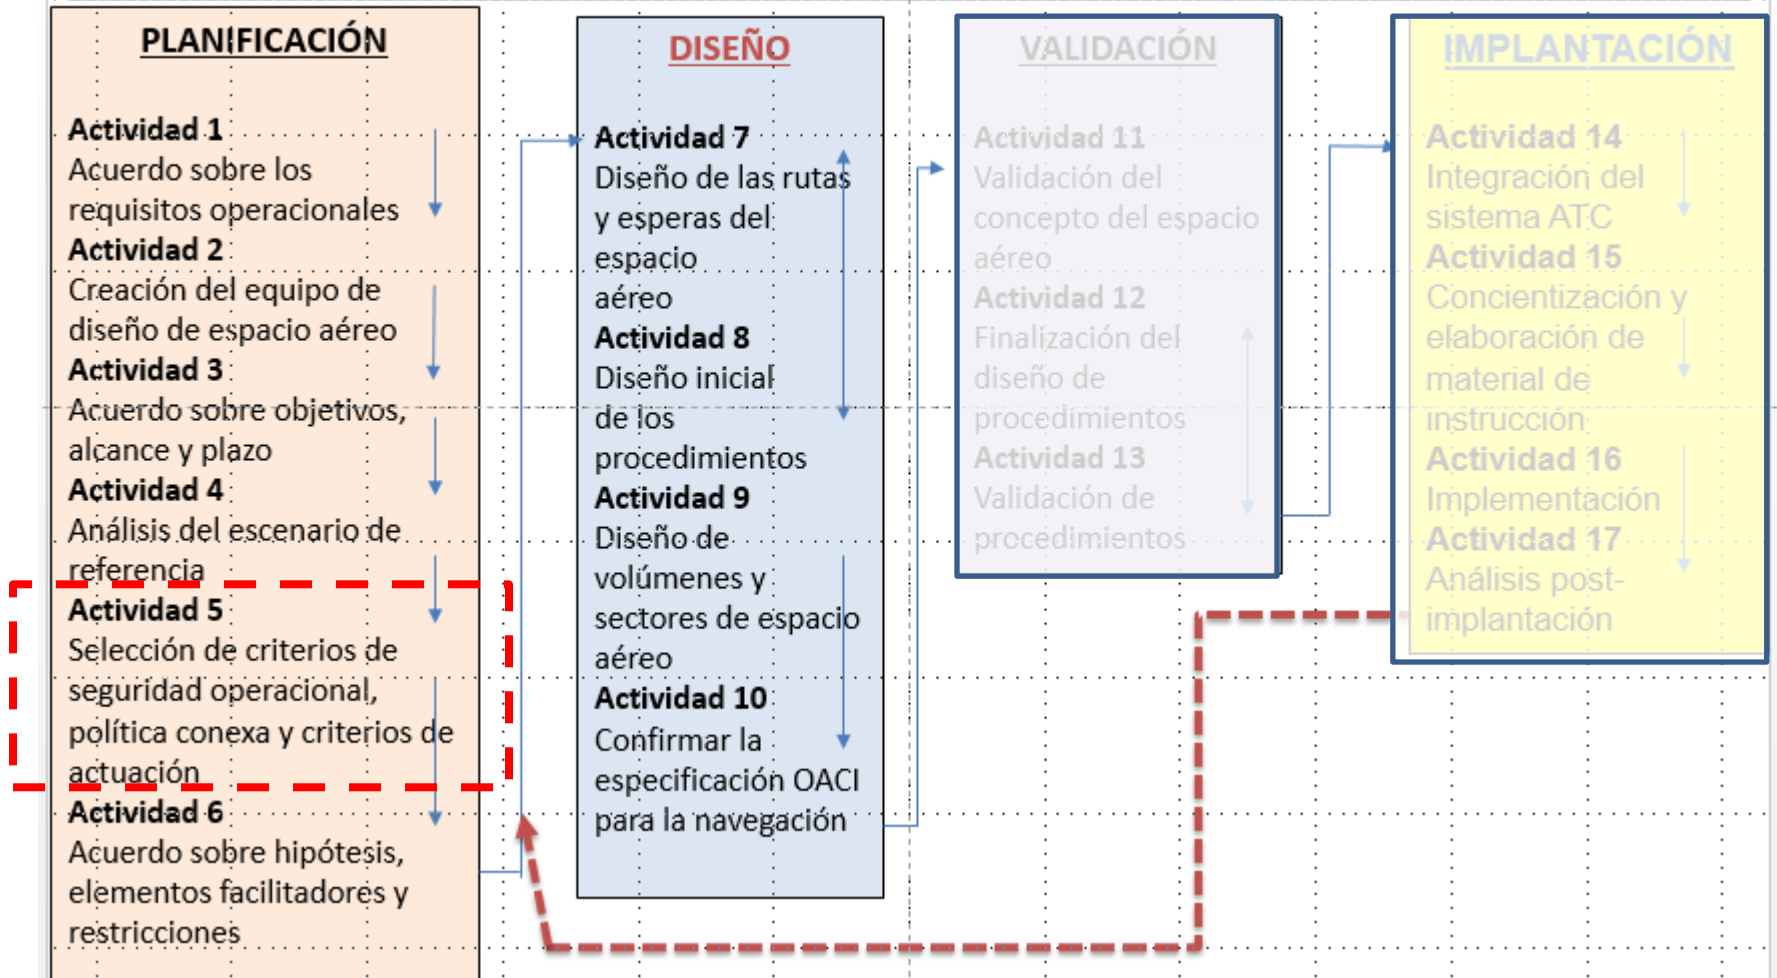 PLANIFICACIÓN
Actividad 1
Acuerdo sobre los
requisitos operacionales
Actividad 2
Creación del equipo de
diseño de espacio aéreo
Actividad 3
Acuerdo sobre objetivos,
alcance y plazo
Actividad 4
Análisis del escenario de
referencia
Actividad 5
Selección de criterios de
seguridad operacional,
política conexa y criterios de
actuación
Actividad 6
Acuerdo sobre hipótesis,
elementos facilitadores y
restricciones
DISEÑO
Actividad 7
Diseño de las rutas
y esperas del
espacio
aéreo
Actividad 8
Diseño inicial
de los
procedimientos
Actividad 9
Diseño de
volúmenes y
sectores de espacio
aéreo
Actividad 10
Confirmar la
especificación OACI
para la navegación
VALIDACIÓN
Actividad 11
Validación del
concepto del espacio
aéreo
Actividad 12
Finalización del
diseño de
procedimientos
Actividad 13
Validación de
procedimientos
IMPLANTACIÓN
Actividad 14
Integración del
sistema ATC
Actividad 15
Concientización y
elaboración de
material de
instrucción
Actividad 16
Implementación
Actividad 17
Análisis post-
implantación